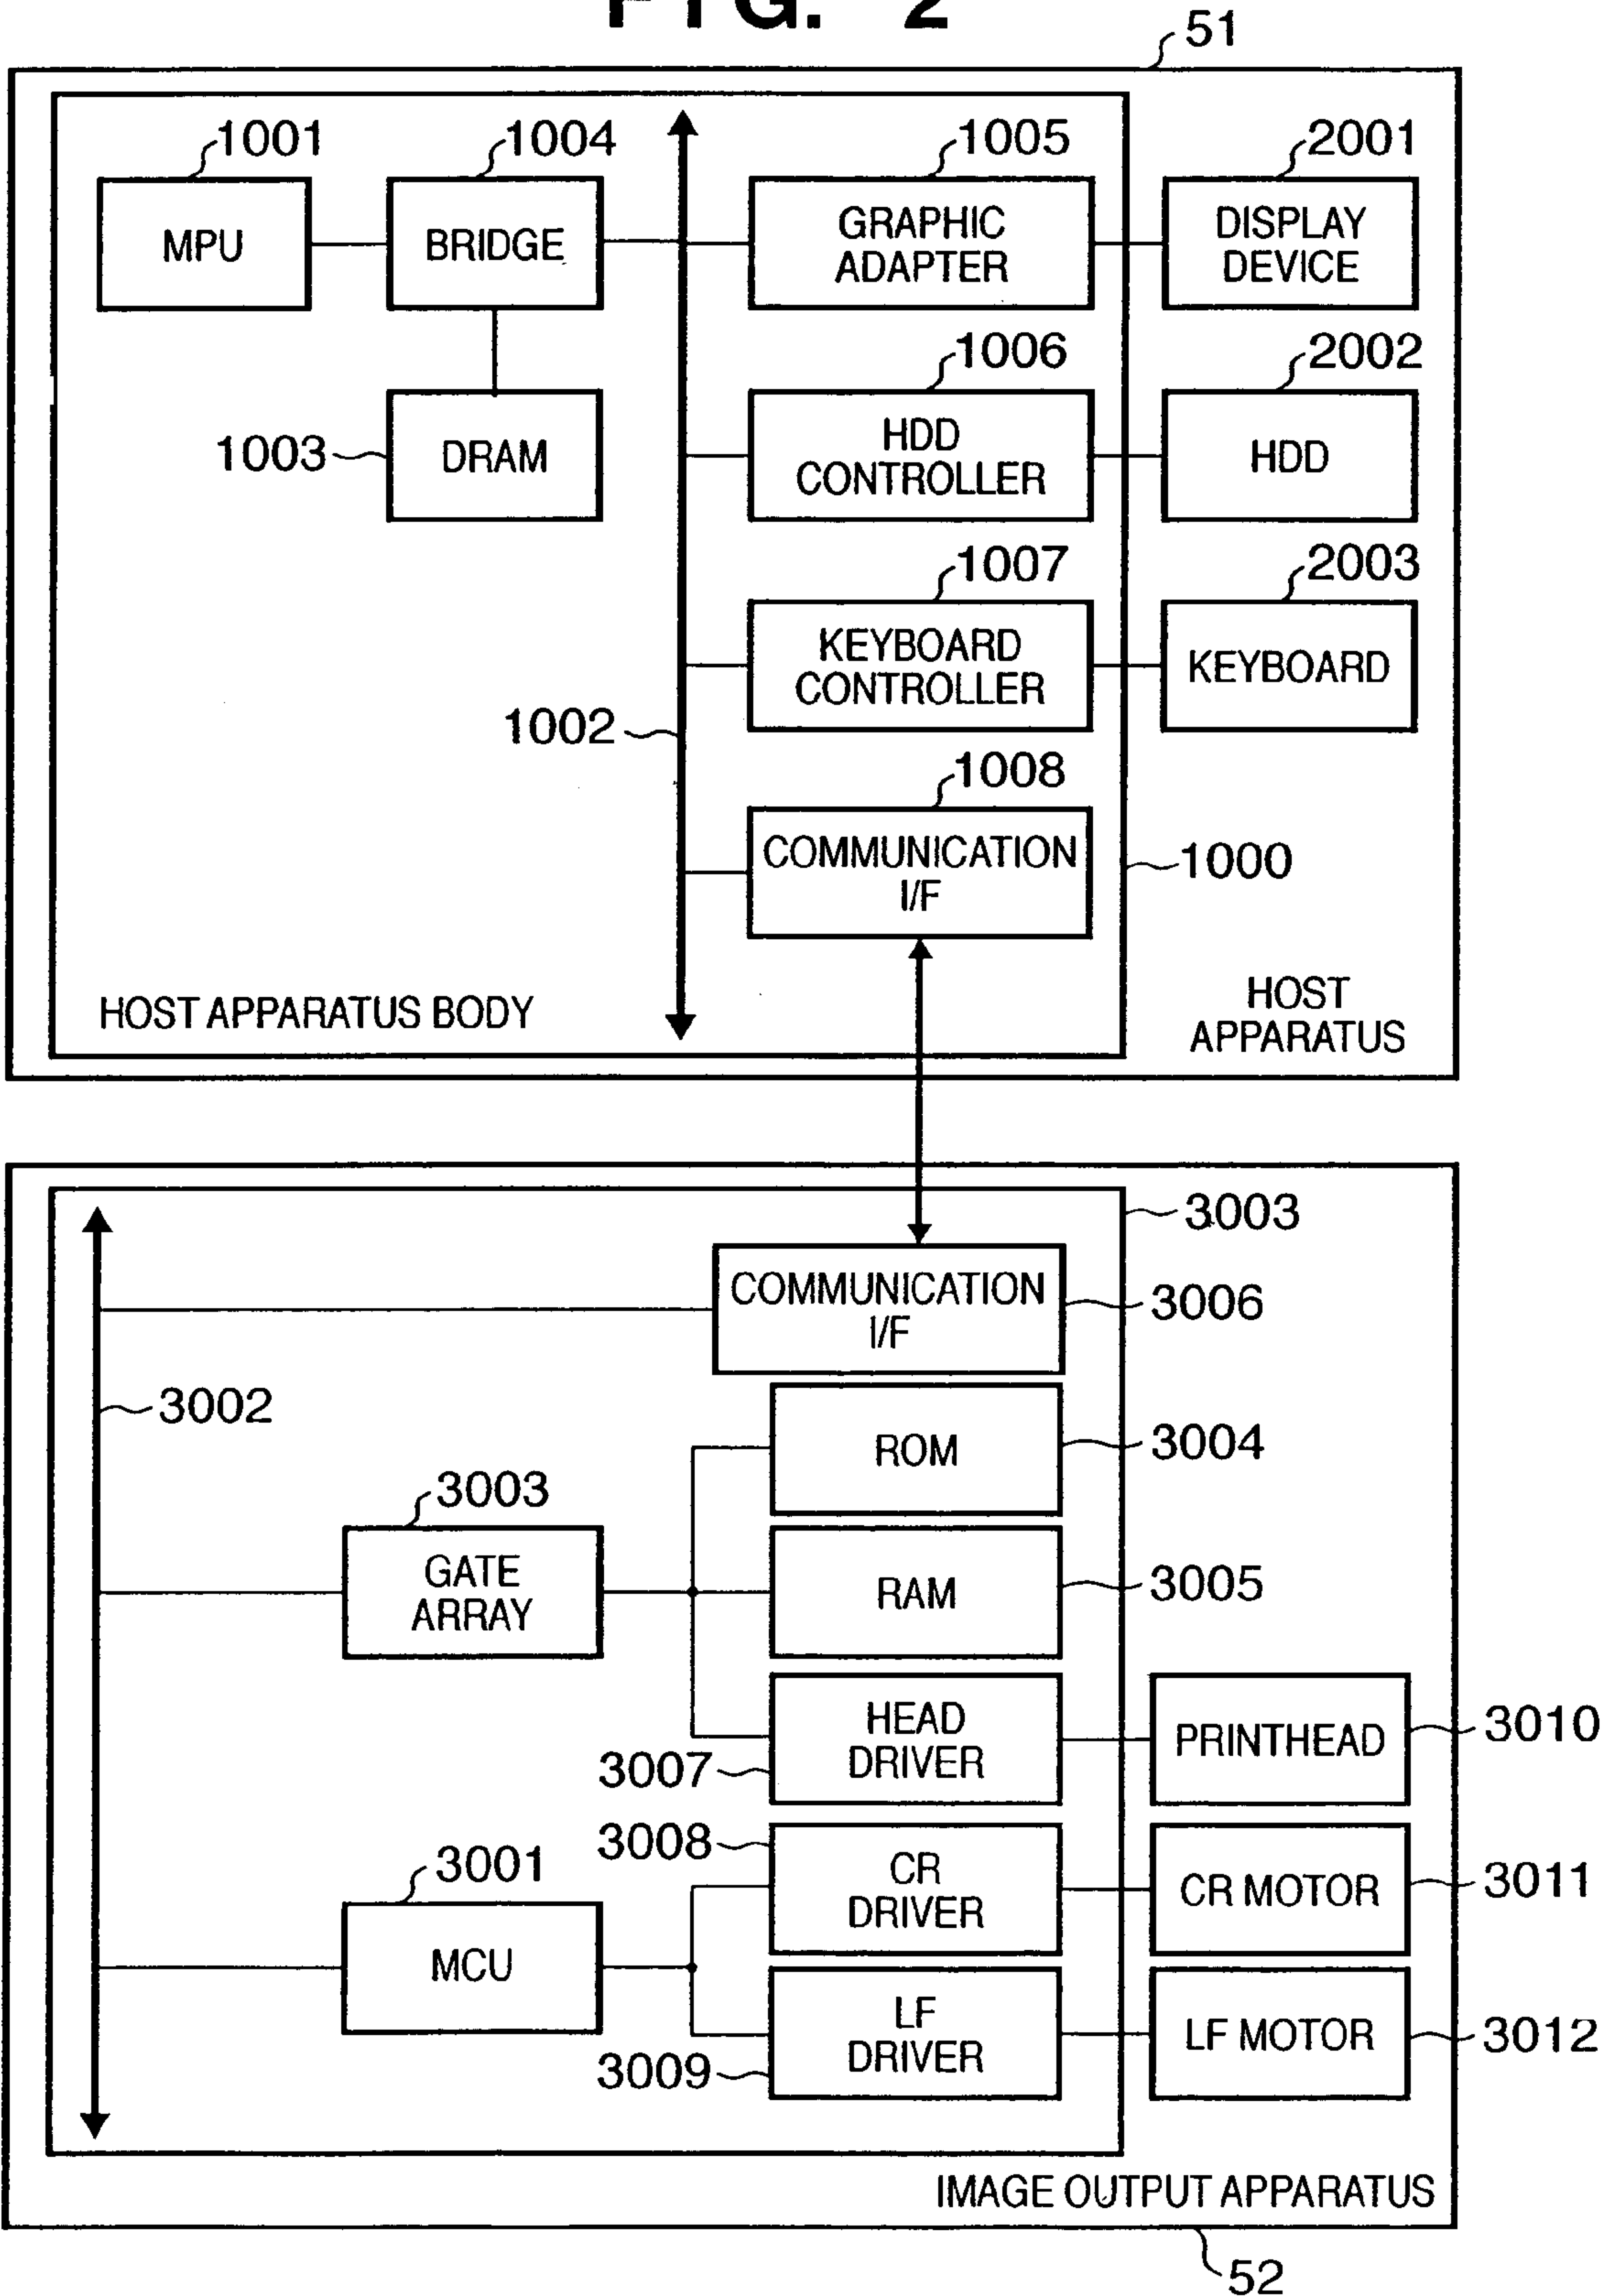 FIG. 2
51
1001
1004
1005
2001
MPU
BRIDGE
GRAPHIC
ADAPTER
DISPLAY
DEVICE
1006
2002
1003
DRAM
HDD
CONTROLLER
HDD
1007
2003
KEYBOARD
CONTROLLER
KEYBOARD
1002
1008
COMMUNICATION
I/F
1000
HOST APPARATUS BODY
HOST
APPARATUS
3003
COMMUNICATION
I/F
3006
3002
ROM
3004
3003
GATE
ARRAY
RAM
3005
HEAD
DRIVER
3007
PRINTHEAD
3010
3008
CR
DRIVER
CR MOTOR
3011
3001
MCU
LF
DRIVER
3009
LF MOTOR
3012
IMAGE OUTPUT APPARATUS
52